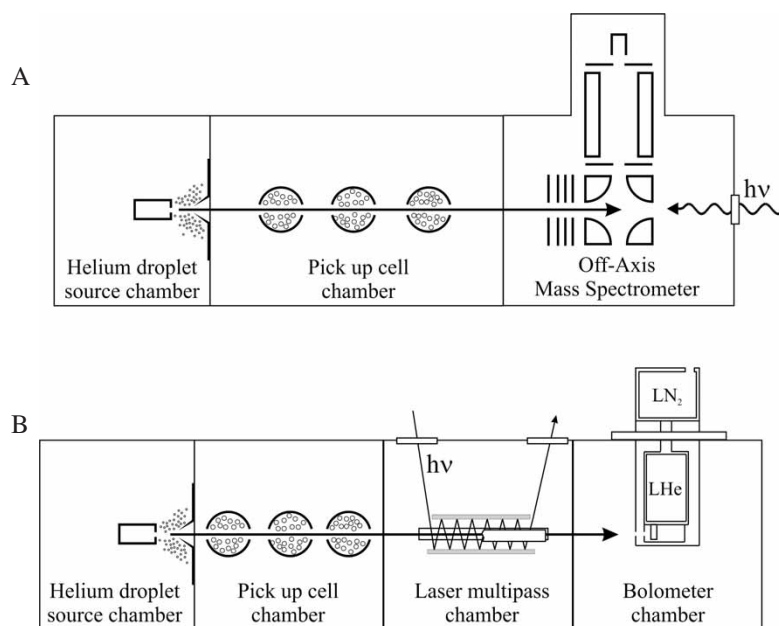 A
hν
Helium droplet
source chamber
Pick up cell
chamber
Off-Axis
Mass Spectrometer
B
hν
LN₂
LHe
Helium droplet
source chamber
Pick up cell
chamber
Laser multipass
chamber
Bolometer
chamber